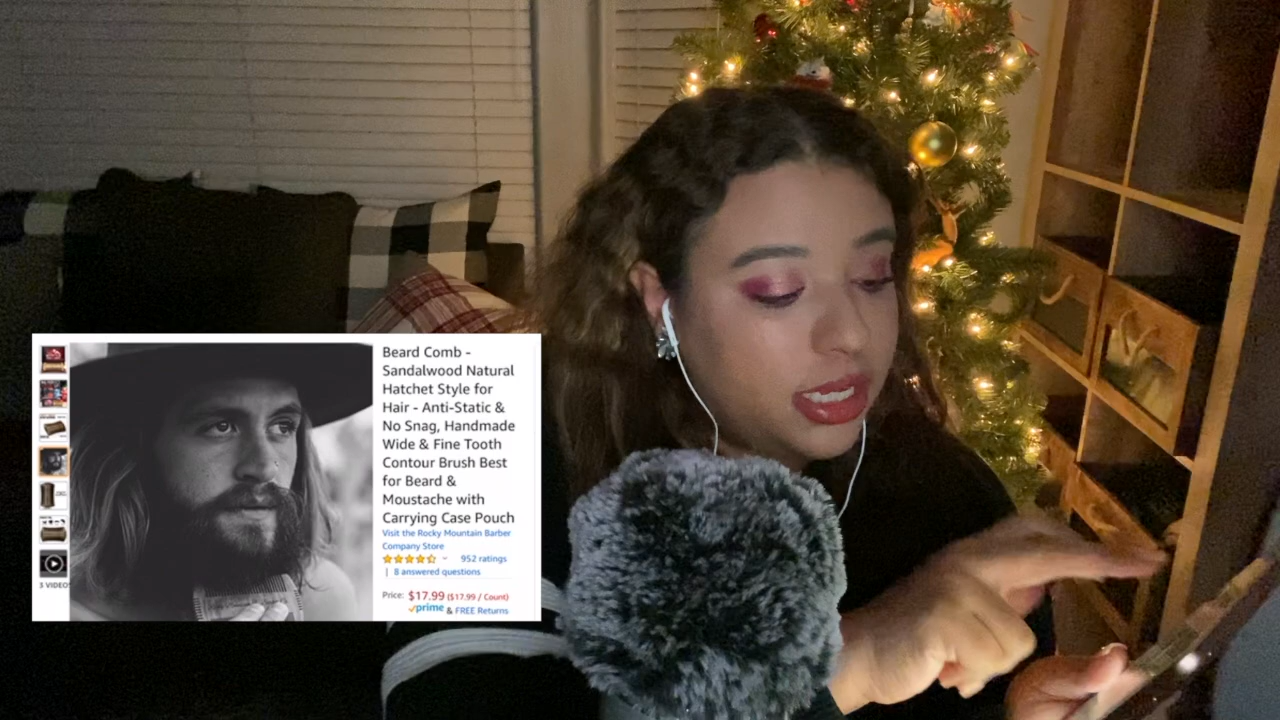 Beard Comb -
Sandalwood Natural
Hatchet Style for
Hair - Anti-Static &
No Snag, Handmade
Wide & Fine Tooth
Contour Brush Best
for Beard &
Moustache with
Carrying Case Pouch
Visit the Rocky Mountain Barber
Company Store
952 ratings
| 8 answered questions
Price: $17.99 ($17.99 / Count)
prime & FREE Returns
3 VIDEOS